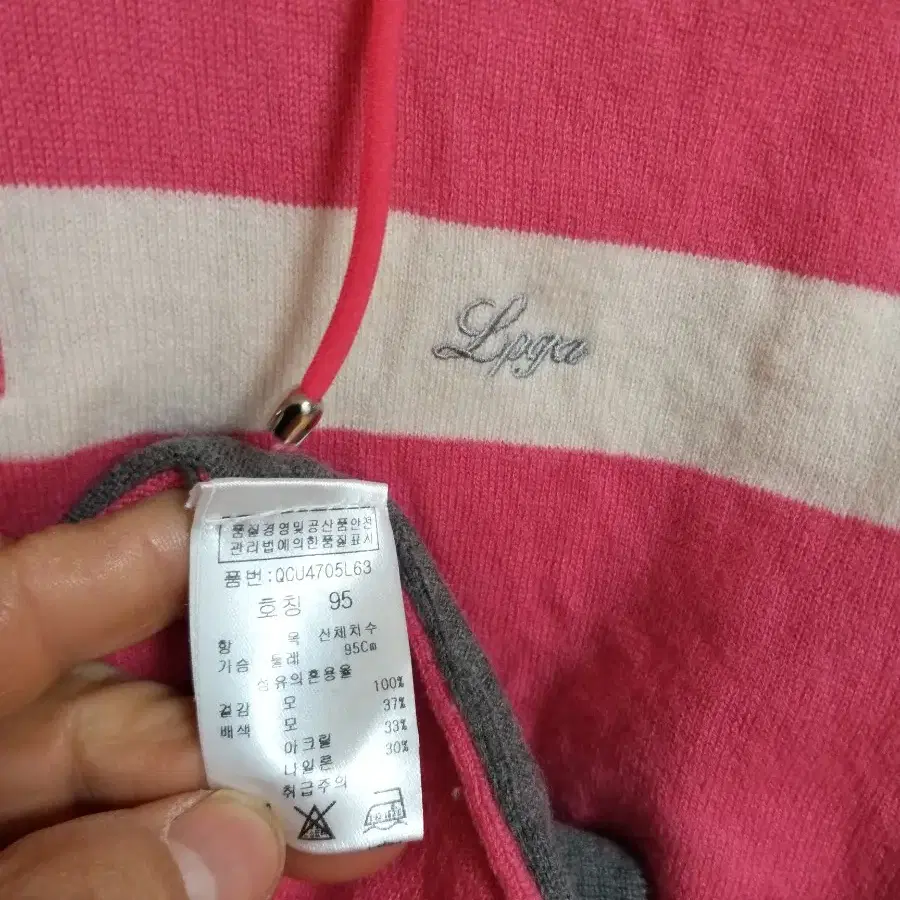 Lpga
품질경영및공산품안전
관리법에의한품질표시
품번:QCU4705L63
호칭 95
항 목 신체치수
가슴 둘레 95Cm
섬유의혼용율
겉감 모 100%
배색 모 37%
아크릴 33%
나일론 30%
취급주의